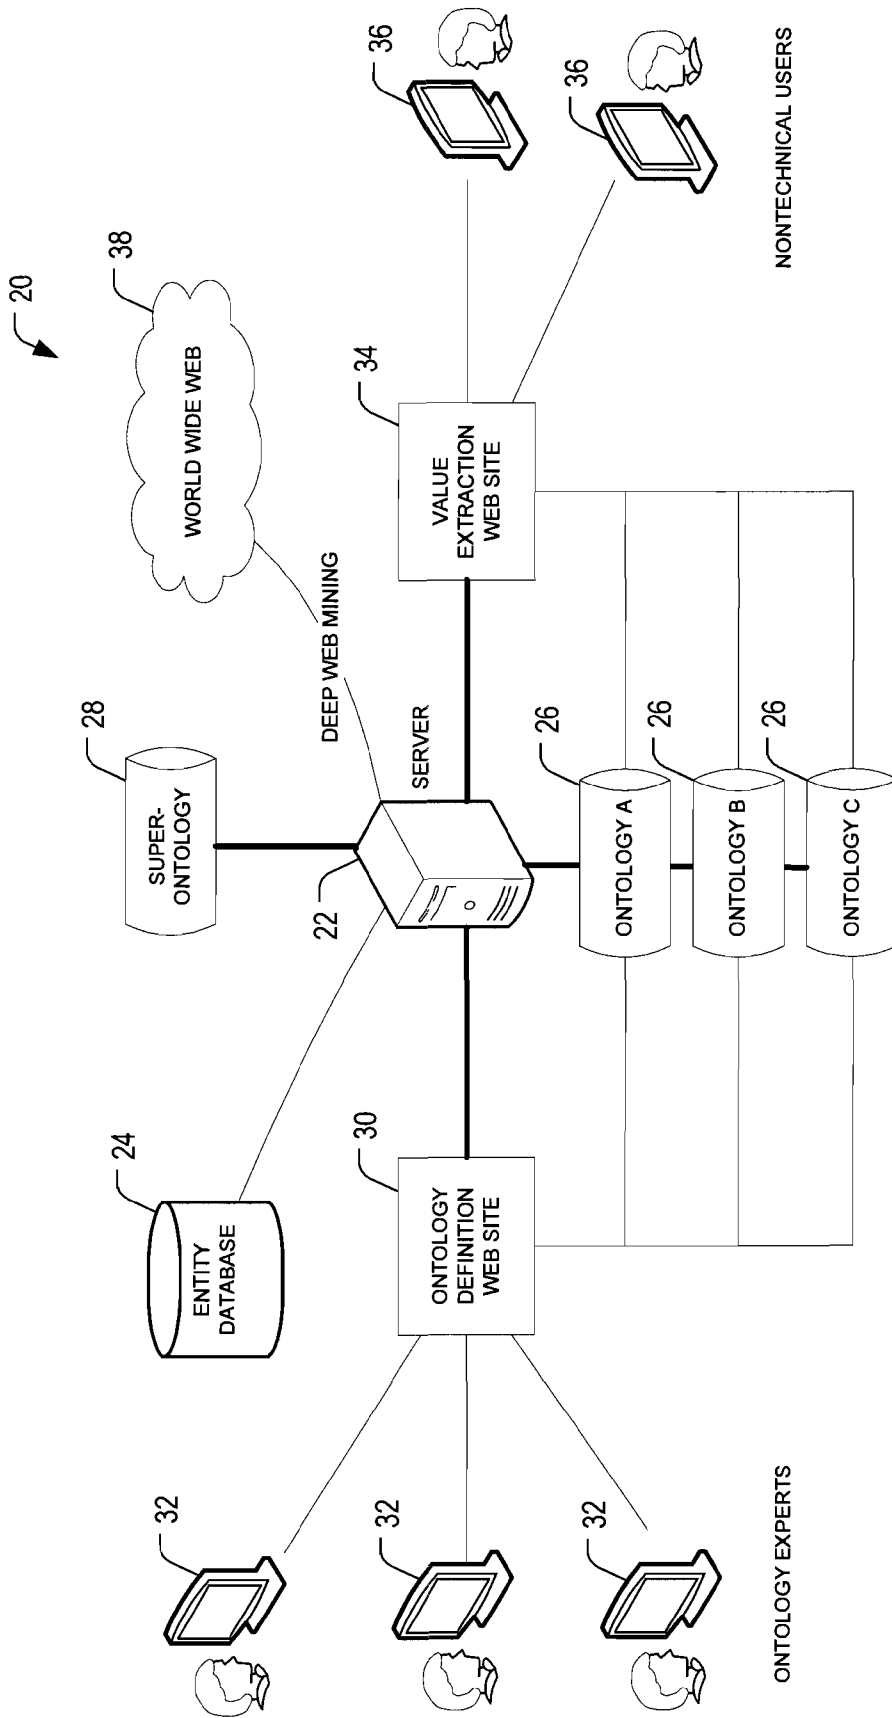 20
24
ENTITY
DATABASE
28
SUPER-
ONTOLOGY
38
WORLD WIDE WEB
DEEP WEB MINING
32
32
32
ONTOLOGY EXPERTS
30
ONTOLOGY
DEFINITION
WEB SITE
22
SERVER
34
VALUE
EXTRACTION
WEB SITE
36
36
NONTECHNICAL USERS
26
ONTOLOGY A
26
ONTOLOGY B
26
ONTOLOGY C